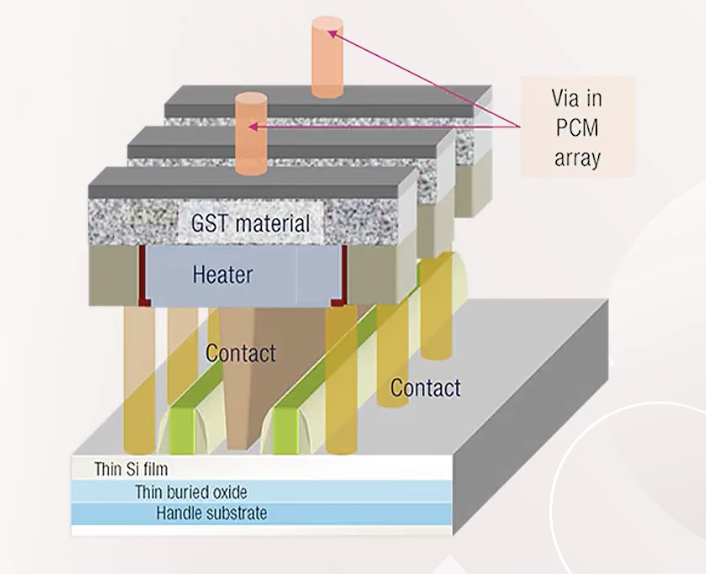 Via in
PCM
array
GST material
Heater
Contact
Contact
Thin Si film
Thin buried oxide
Handle substrate